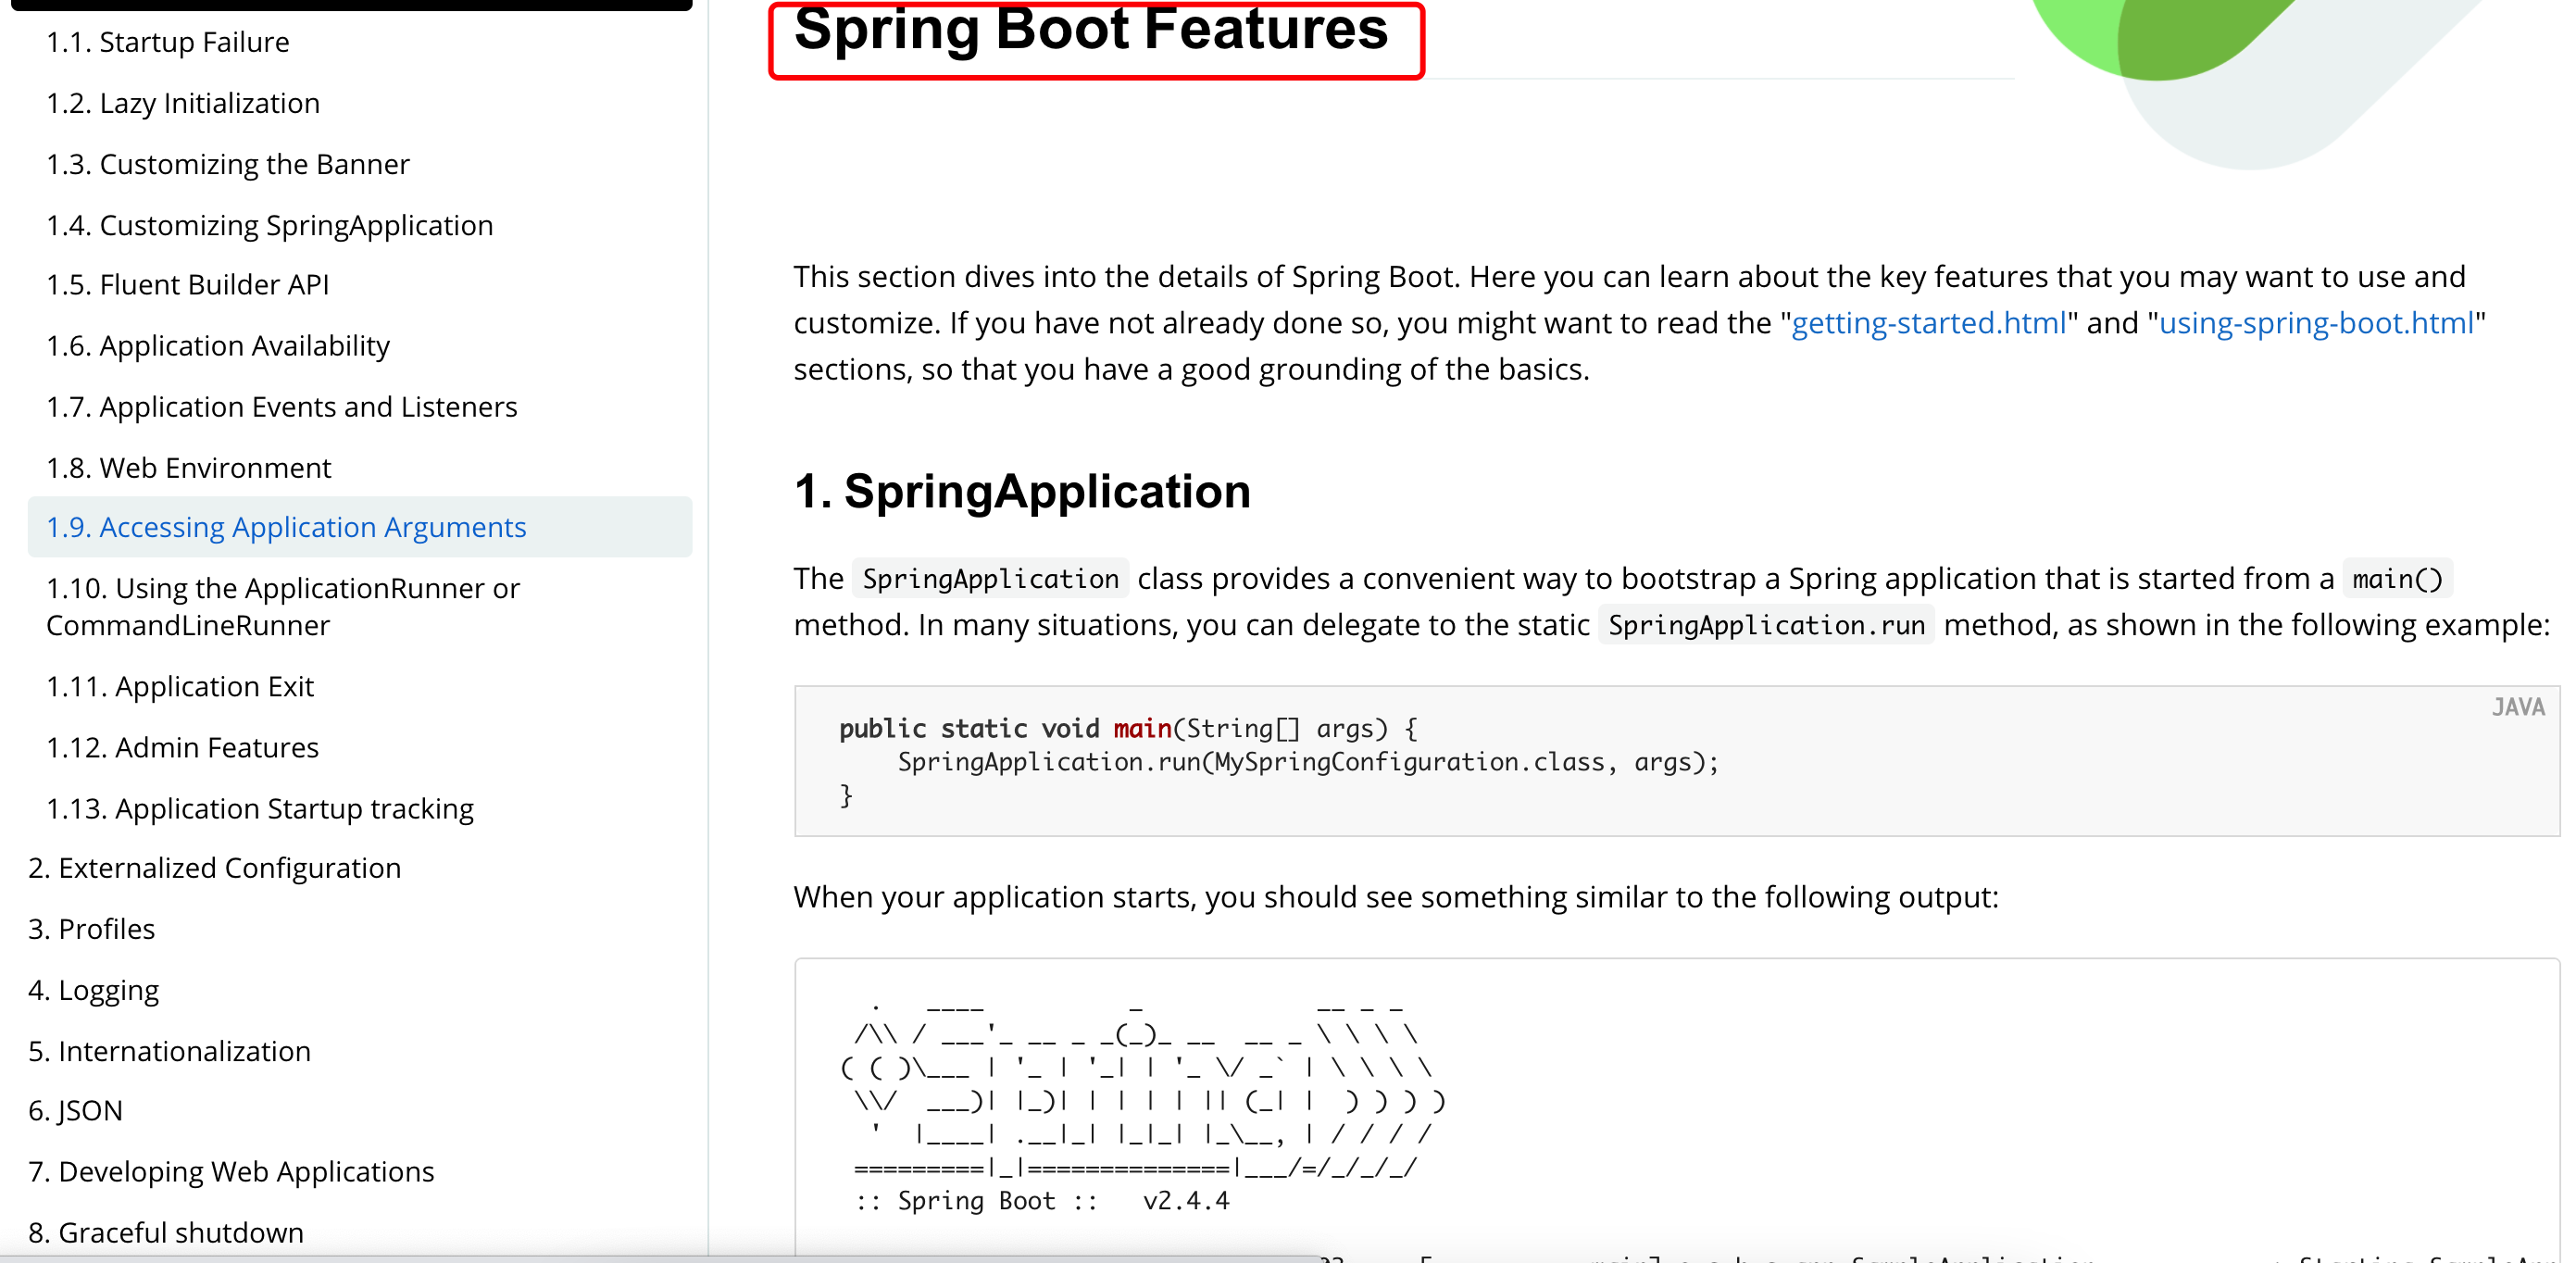 1.1. Startup Failure
1.2. Lazy Initialization
1.3. Customizing the Banner
1.4. Customizing SpringApplication
1.5. Fluent Builder API
1.6. Application Availability
1.7. Application Events and Listeners
1.8. Web Environment
1.9. Accessing Application Arguments
1.10. Using the ApplicationRunner or
CommandLineRunner
1.11. Application Exit
1.12. Admin Features
1.13. Application Startup tracking
2. Externalized Configuration
3. Profiles
4. Logging
5. Internationalization
6. JSON
7. Developing Web Applications
8. Graceful shutdown
Spring Boot Features
This section dives into the details of Spring Boot. Here you can learn about the key features that you may want to use and
customize. If you have not already done so, you might want to read the "getting-started.html" and "using-spring-boot.html"
sections, so that you have a good grounding of the basics.
1. SpringApplication
The SpringApplication class provides a convenient way to bootstrap a Spring application that is started from a main()
method. In many situations, you can delegate to the static SpringApplication.run method, as shown in the following example:
JAVA
public static void main(String[] args) {
    SpringApplication.run(MySpringConfiguration.class, args);
}
When your application starts, you should see something similar to the following output:
  .   ____          _            __ _ _
 /\\ / ___'_ __ _ _(_)_ __  __ _ \ \ \ \
( ( )\___ | '_ | '_| | '_ \/ _` | \ \ \ \
 \\/  ___)| |_)| | | | | || (_| |  ) ) ) )
  '  |____| .__|_| |_|_| |_\__, | / / / /
 =========|_|==============|___/=/_/_/_/
 :: Spring Boot ::   v2.4.4